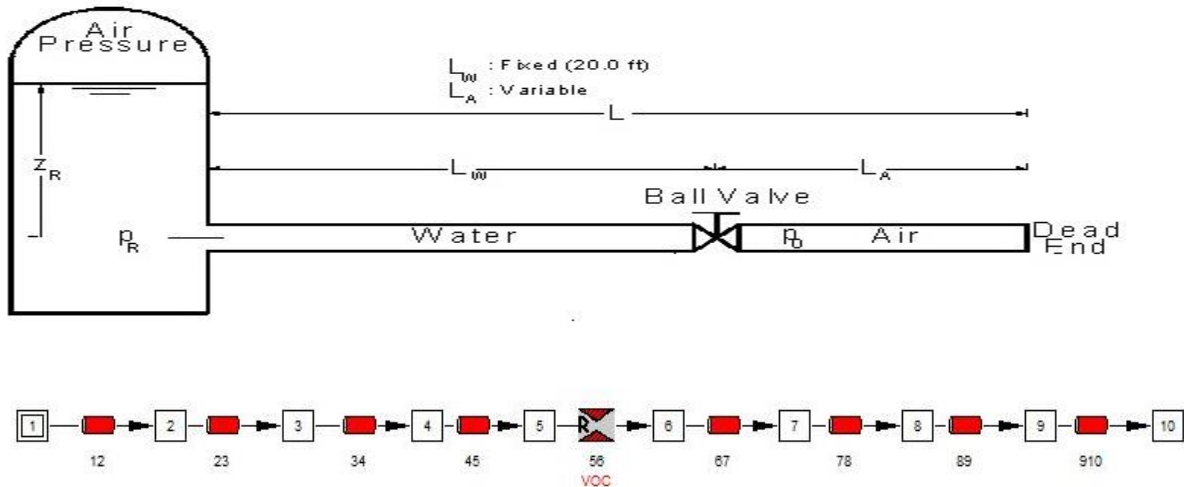 Air
Pressure
L_W : Fixed (20.0 ft)
L_A : Variable
L
z_R
L_W
L_A
Ball Valve
p_R
Water
p_0
Air
Dead
End
1
2
3
4
5
R
6
7
8
9
10
12
23
34
45
56
67
78
89
910
VOC